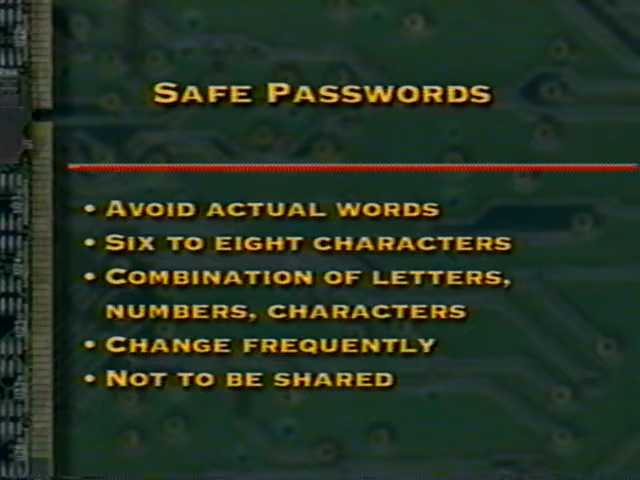 SAFE PASSWORDS
• AVOID ACTUAL WORDS
• SIX TO EIGHT CHARACTERS
• COMBINATION OF LETTERS,
NUMBERS, CHARACTERS
• CHANGE FREQUENTLY
• NOT TO BE SHARED